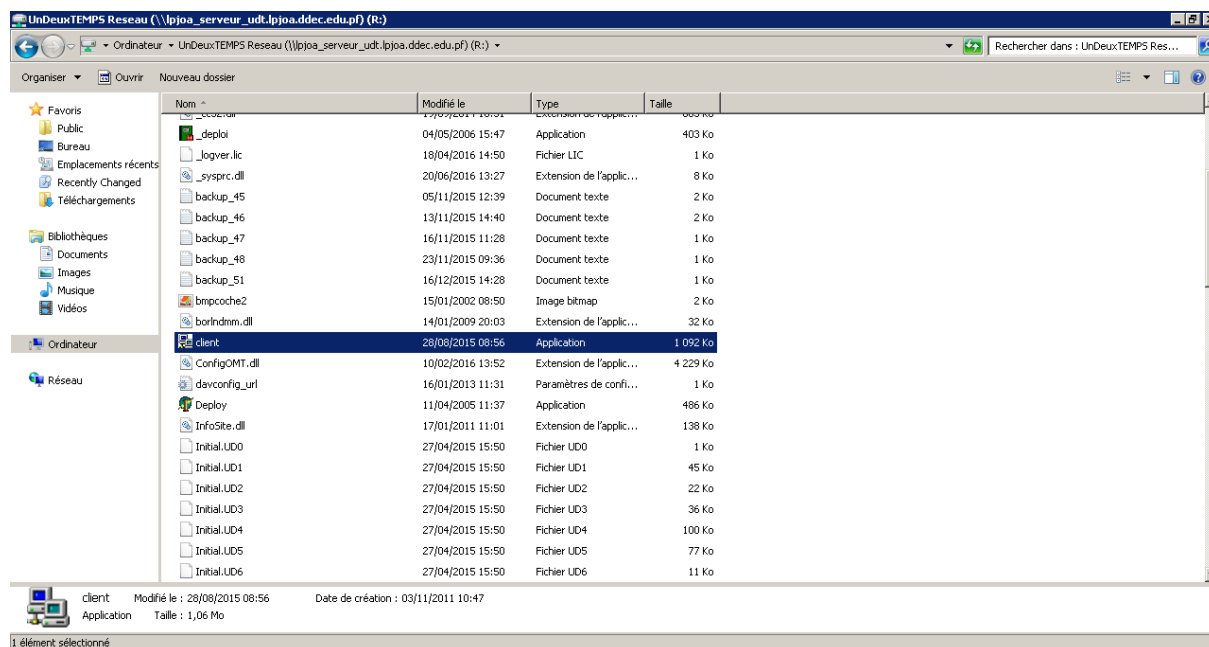 UnDeuxTEMPS Reseau (\\lpjoa_serveur_udt.lpjoa.ddec.edu.pf) (R:)
Ordinateur UnDeuxTEMPS Reseau (\\lpjoa_serveur_udt.lpjoa.ddec.edu.pf) (R:) Rechercher dans : UnDeuxTEMPS Res...
Organiser Ouvrir Nouveau dossier
Favoris
Public
Bureau
Emplacements récents
Recently Changed
Téléchargements
Bibliothèques
Documents
Images
Musique
Vidéos
Ordinateur
Réseau
Nom Modifié le Type Taille
_deploi 04/05/2006 15:47 Application 403 Ko
_logver.lic 18/04/2016 14:50 Fichier LIC 1 Ko
_sysprc.dll 20/06/2016 13:27 Extension de l'applic... 8 Ko
backup_45 05/11/2015 12:39 Document texte 2 Ko
backup_46 13/11/2015 14:40 Document texte 2 Ko
backup_47 16/11/2015 11:28 Document texte 1 Ko
backup_48 23/11/2015 09:36 Document texte 1 Ko
backup_51 16/12/2015 14:28 Document texte 1 Ko
bmpcoche2 15/01/2002 08:50 Image bitmap 2 Ko
borlndmm.dll 14/01/2009 20:03 Extension de l'applic... 32 Ko
client 28/08/2015 08:56 Application 1 092 Ko
ConfigOMT.dll 10/02/2016 13:52 Extension de l'applic... 4 229 Ko
davconfig_url 16/01/2013 11:31 Paramètres de confi... 1 Ko
Deploy 11/04/2005 11:37 Application 486 Ko
InfoSite.dll 17/01/2011 11:01 Extension de l'applic... 138 Ko
Initial.UD0 27/04/2015 15:50 Fichier UD0 1 Ko
Initial.UD1 27/04/2015 15:50 Fichier UD1 45 Ko
Initial.UD2 27/04/2015 15:50 Fichier UD2 22 Ko
Initial.UD3 27/04/2015 15:50 Fichier UD3 36 Ko
Initial.UD4 27/04/2015 15:50 Fichier UD4 100 Ko
Initial.UD5 27/04/2015 15:50 Fichier UD5 77 Ko
Initial.UD6 27/04/2015 15:50 Fichier UD6 11 Ko
client Modifié le : 28/08/2015 08:56 Date de création : 03/11/2011 10:47
Application Taille : 1,06 Mo
1 élément sélectionné